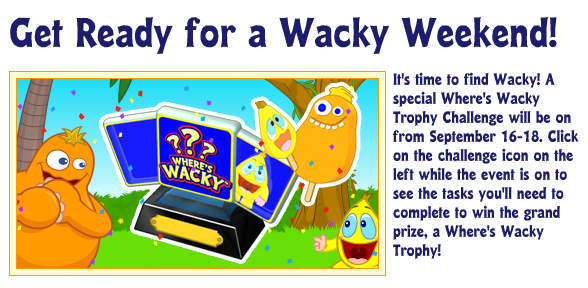 Get Ready for a Wacky Weekend!
???
WHERE'S
WACKY
It's time to find Wacky! A
special Where's Wacky
Trophy Challenge will be on
from September 16-18. Click
on the challenge icon on the
left while the event is on to
see the tasks you'll need to
complete to win the grand
prize, a Where's Wacky
Trophy!